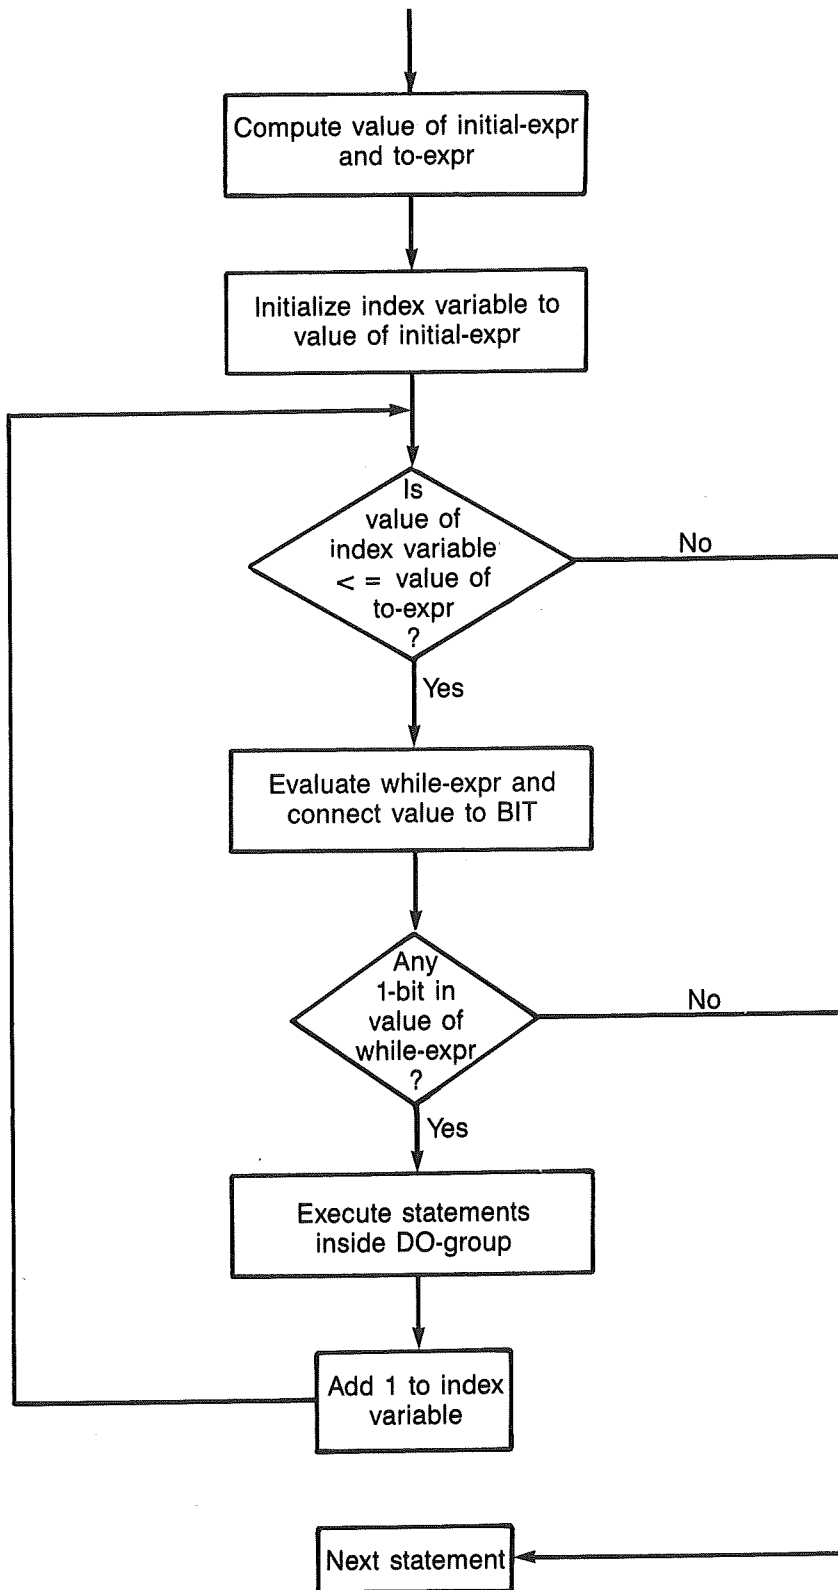 Compute value of initial-expr
and to-expr
Initialize index variable to
value of initial-expr
Is
value of
index variable
< = value of
to-expr
?
No
Yes
Evaluate while-expr and
connect value to BIT
Any
1-bit in
value of
while-expr
?
No
Yes
Execute statements
inside DO-group
Add 1 to index
variable
Next statement